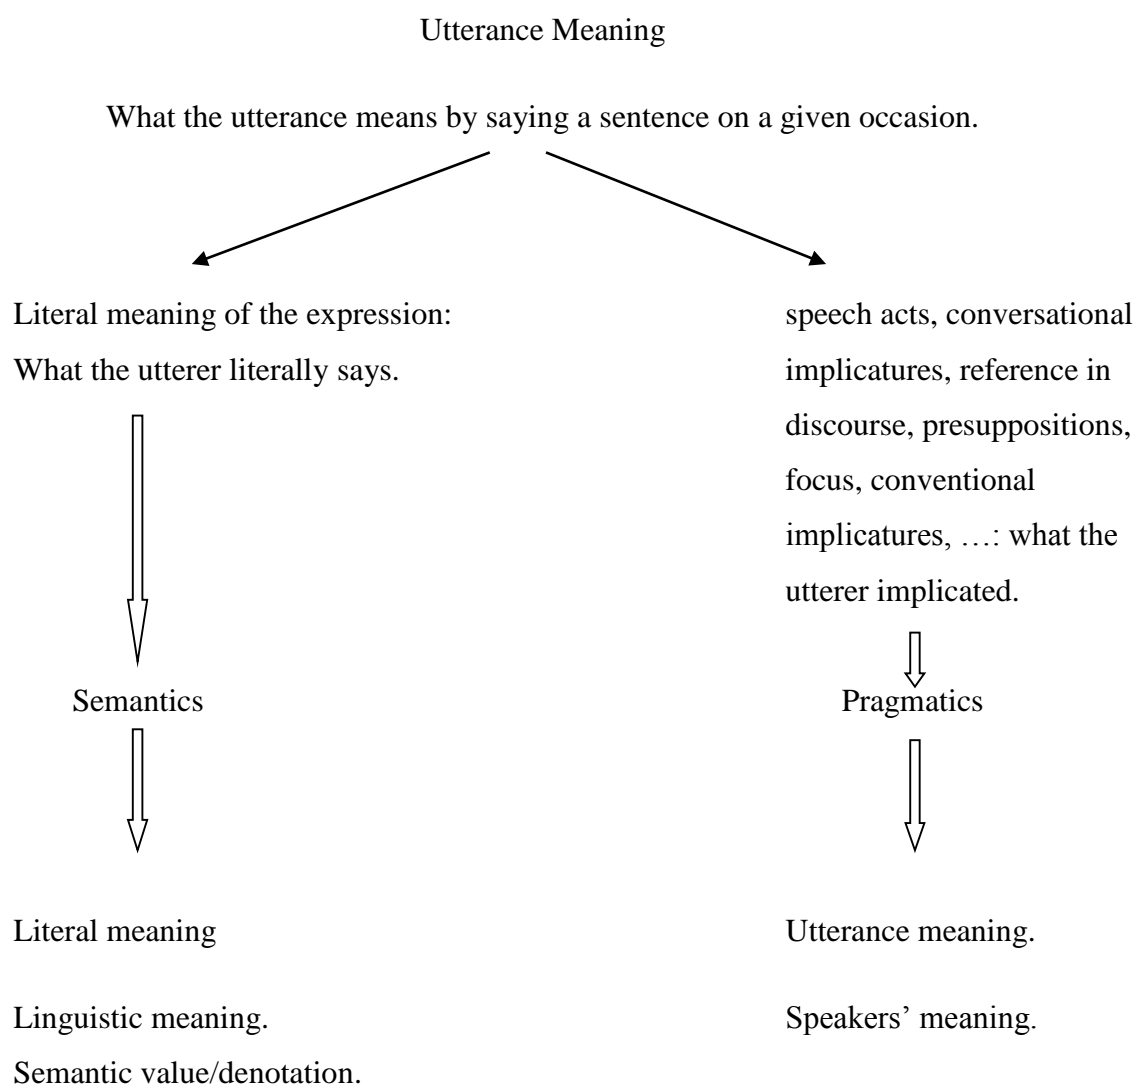 Utterance Meaning
What the utterance means by saying a sentence on a given occasion.
Literal meaning of the expression:
What the utterer literally says.
speech acts, conversational
implicatures, reference in
discourse, presuppositions,
focus, conventional
implicatures, …: what the
utterer implicated.
Semantics
Pragmatics
Literal meaning
Linguistic meaning.
Semantic value/denotation.
Utterance meaning.
Speakers’ meaning.